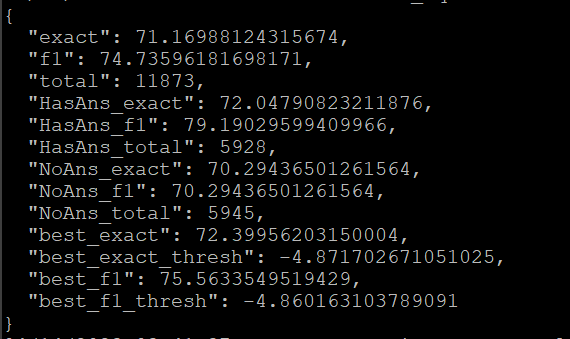 {
"exact": 71.16988124315674,
"f1": 74.73596181698171,
"total": 11873,
"HasAns_exact": 72.04790823211876,
"HasAns_f1": 79.19029599409966,
"HasAns_total": 5928,
"NoAns_exact": 70.29436501261564,
"NoAns_f1": 70.29436501261564,
"NoAns_total": 5945,
"best_exact": 72.39956203150004,
"best_exact_thresh": -4.871702671051025,
"best_f1": 75.5633549519429,
"best_f1_thresh": -4.860163103789091
}